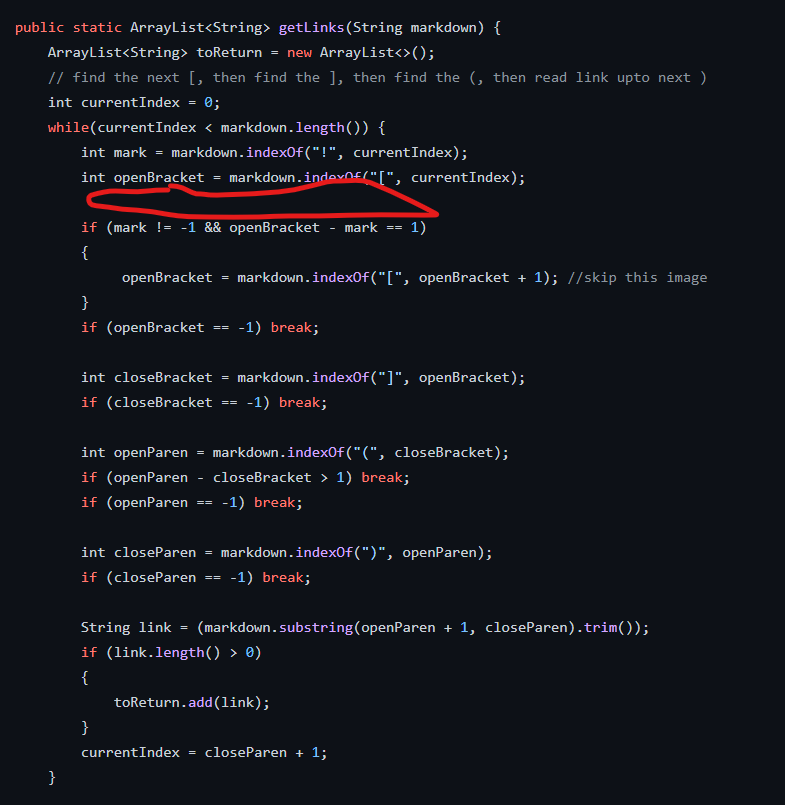 public static ArrayList<String> getLinks(String markdown) {
    ArrayList<String> toReturn = new ArrayList<>();
    // find the next [, then find the ], then find the (, then read link upto next )
    int currentIndex = 0;
    while(currentIndex < markdown.length()) {
        int mark = markdown.indexOf("!", currentIndex);
        int openBracket = markdown.indexOf("[", currentIndex);
        if (mark != -1 && openBracket - mark == 1)
        {
             openBracket = markdown.indexOf("[", openBracket + 1); //skip this image
        }
        if (openBracket == -1) break;
        int closeBracket = markdown.indexOf("]", openBracket);
        if (closeBracket == -1) break;
        int openParen = markdown.indexOf("(", closeBracket);
        if (openParen - closeBracket > 1) break;
        if (openParen == -1) break;
        int closeParen = markdown.indexOf(")", openParen);
        if (closeParen == -1) break;
        String link = (markdown.substring(openParen + 1, closeParen).trim());
        if (link.length() > 0)
        {
            toReturn.add(link);
        }
        currentIndex = closeParen + 1;
    }